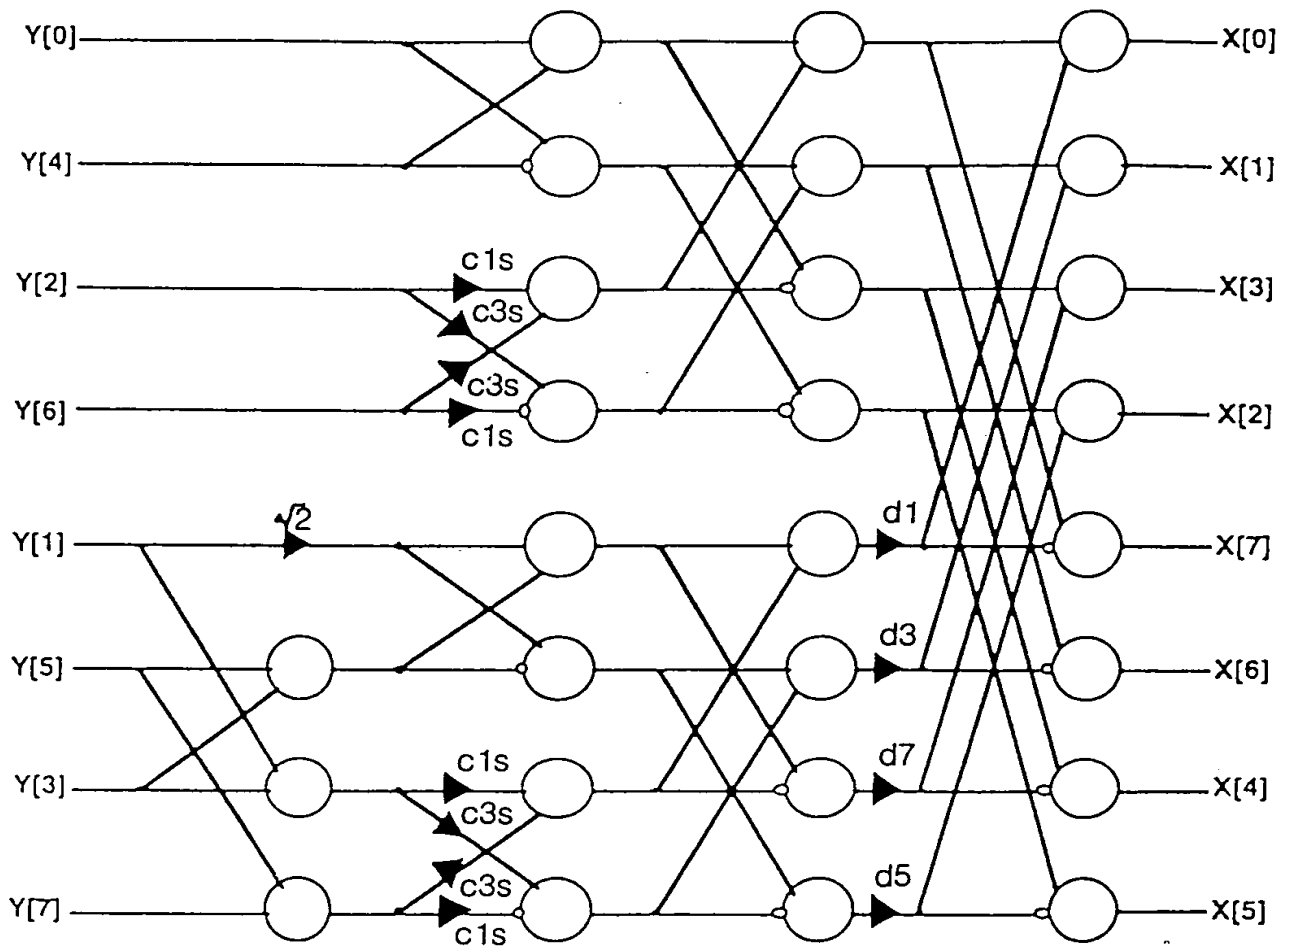 Y[0]
X[0]
Y[4]
X[1]
c1s
Y[2]
X[3]
c3s
c3s
Y[6]
X[2]
c1s
√2
d1
Y[1]
X[7]
d3
Y[5]
X[6]
c1s
d7
Y[3]
X[4]
c3s
c3s
d5
Y[7]
X[5]
c1s